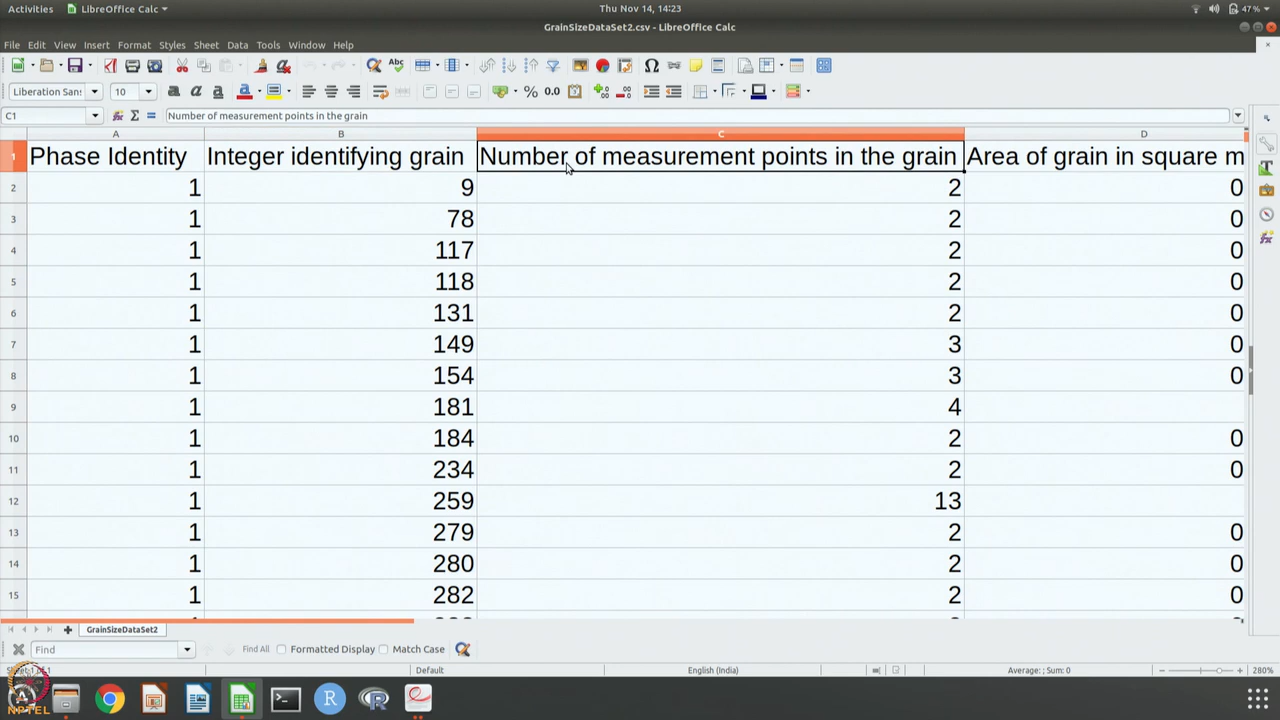 Activities LibreOffice Calc Thu Nov 14, 14:23 47 %
GrainSizeDataSet2.csv - LibreOffice Calc
File Edit View Insert Format Styles Sheet Data Tools Window Help
Liberation Sans 10 % 0.0
C1 Number of measurement points in the grain
A B C D
1 Phase Identity Integer identifying grain Number of measurement points in the grain Area of grain in square m
2 1 9 2 0
3 1 78 2 0
4 1 117 2 0
5 1 118 2 0
6 1 131 2 0
7 1 149 3 0
8 1 154 3 0
9 1 181 4
10 1 184 2 0
11 1 234 2 0
12 1 259 13
13 1 279 2 0
14 1 280 2 0
15 1 282 2 0
GrainSizeDataSet2
Find Find All Formatted Display Match Case
Default English (India) Average: ; Sum: 0 280%
NPTEL